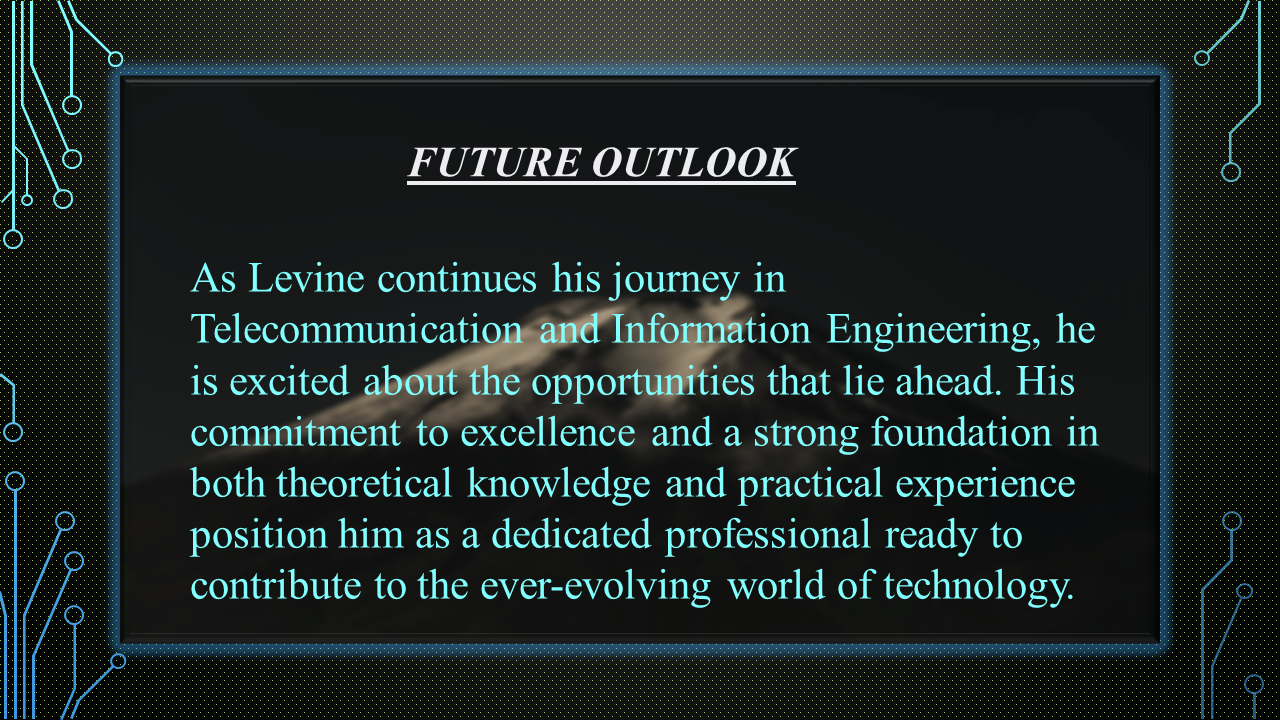 FUTURE OUTLOOK
As Levine continues his journey in
Telecommunication and Information Engineering, he
is excited about the opportunities that lie ahead. His
commitment to excellence and a strong foundation in
both theoretical knowledge and practical experience
position him as a dedicated professional ready to
contribute to the ever-evolving world of technology.